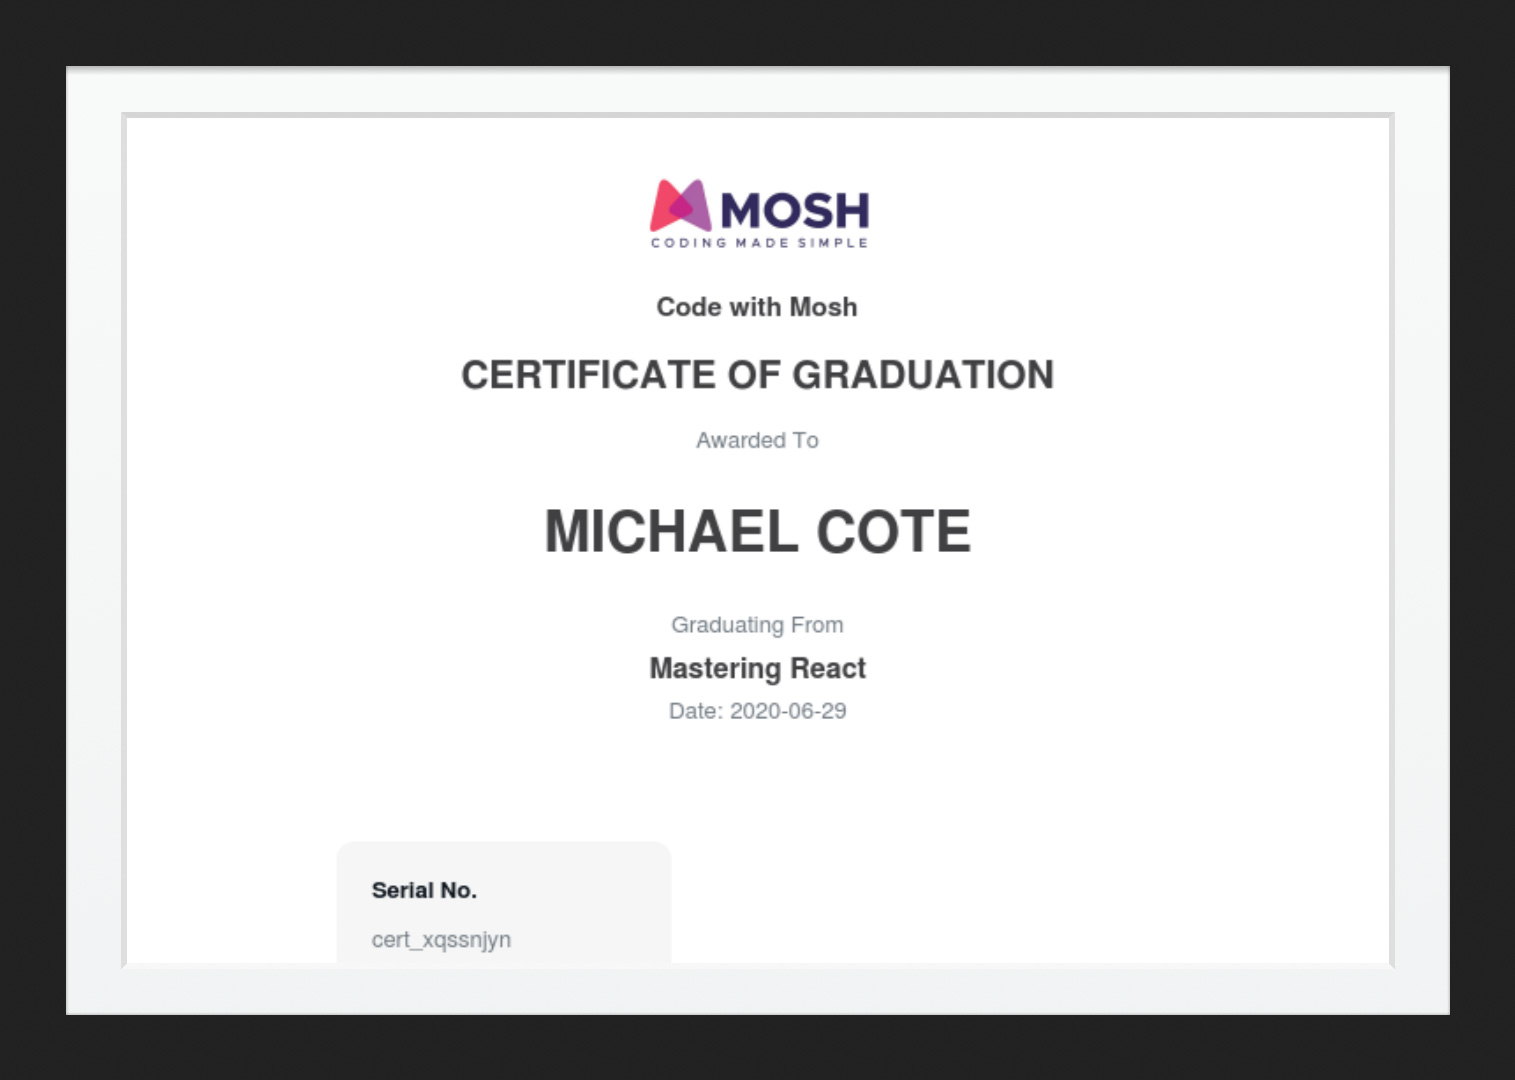 MOSH
CODING MADE SIMPLE
Code with Mosh
CERTIFICATE OF GRADUATION
Awarded To
MICHAEL COTE
Graduating From
Mastering React
Date: 2020-06-29
Serial No.
cert_xqssnjyn